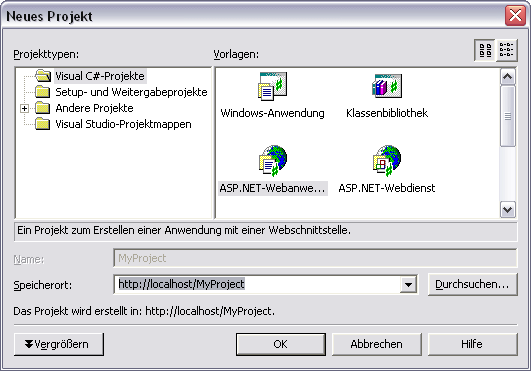 Neues Projekt
Projekttypen:
Vorlagen:
Visual C#-Projekte
Setup- und Weitergabeprojekte
Andere Projekte
Visual Studio-Projektmappen
Windows-Anwendung
Klassenbibliothek
ASP.NET-Webanwe...
ASP.NET-Webdienst
Ein Projekt zum Erstellen einer Anwendung mit einer Webschnittstelle.
Name:
MyProject
Speicherort:
http://localhost/MyProject
Durchsuchen...
Das Projekt wird erstellt in: http://localhost/MyProject.
Vergrößern
OK
Abbrechen
Hilfe